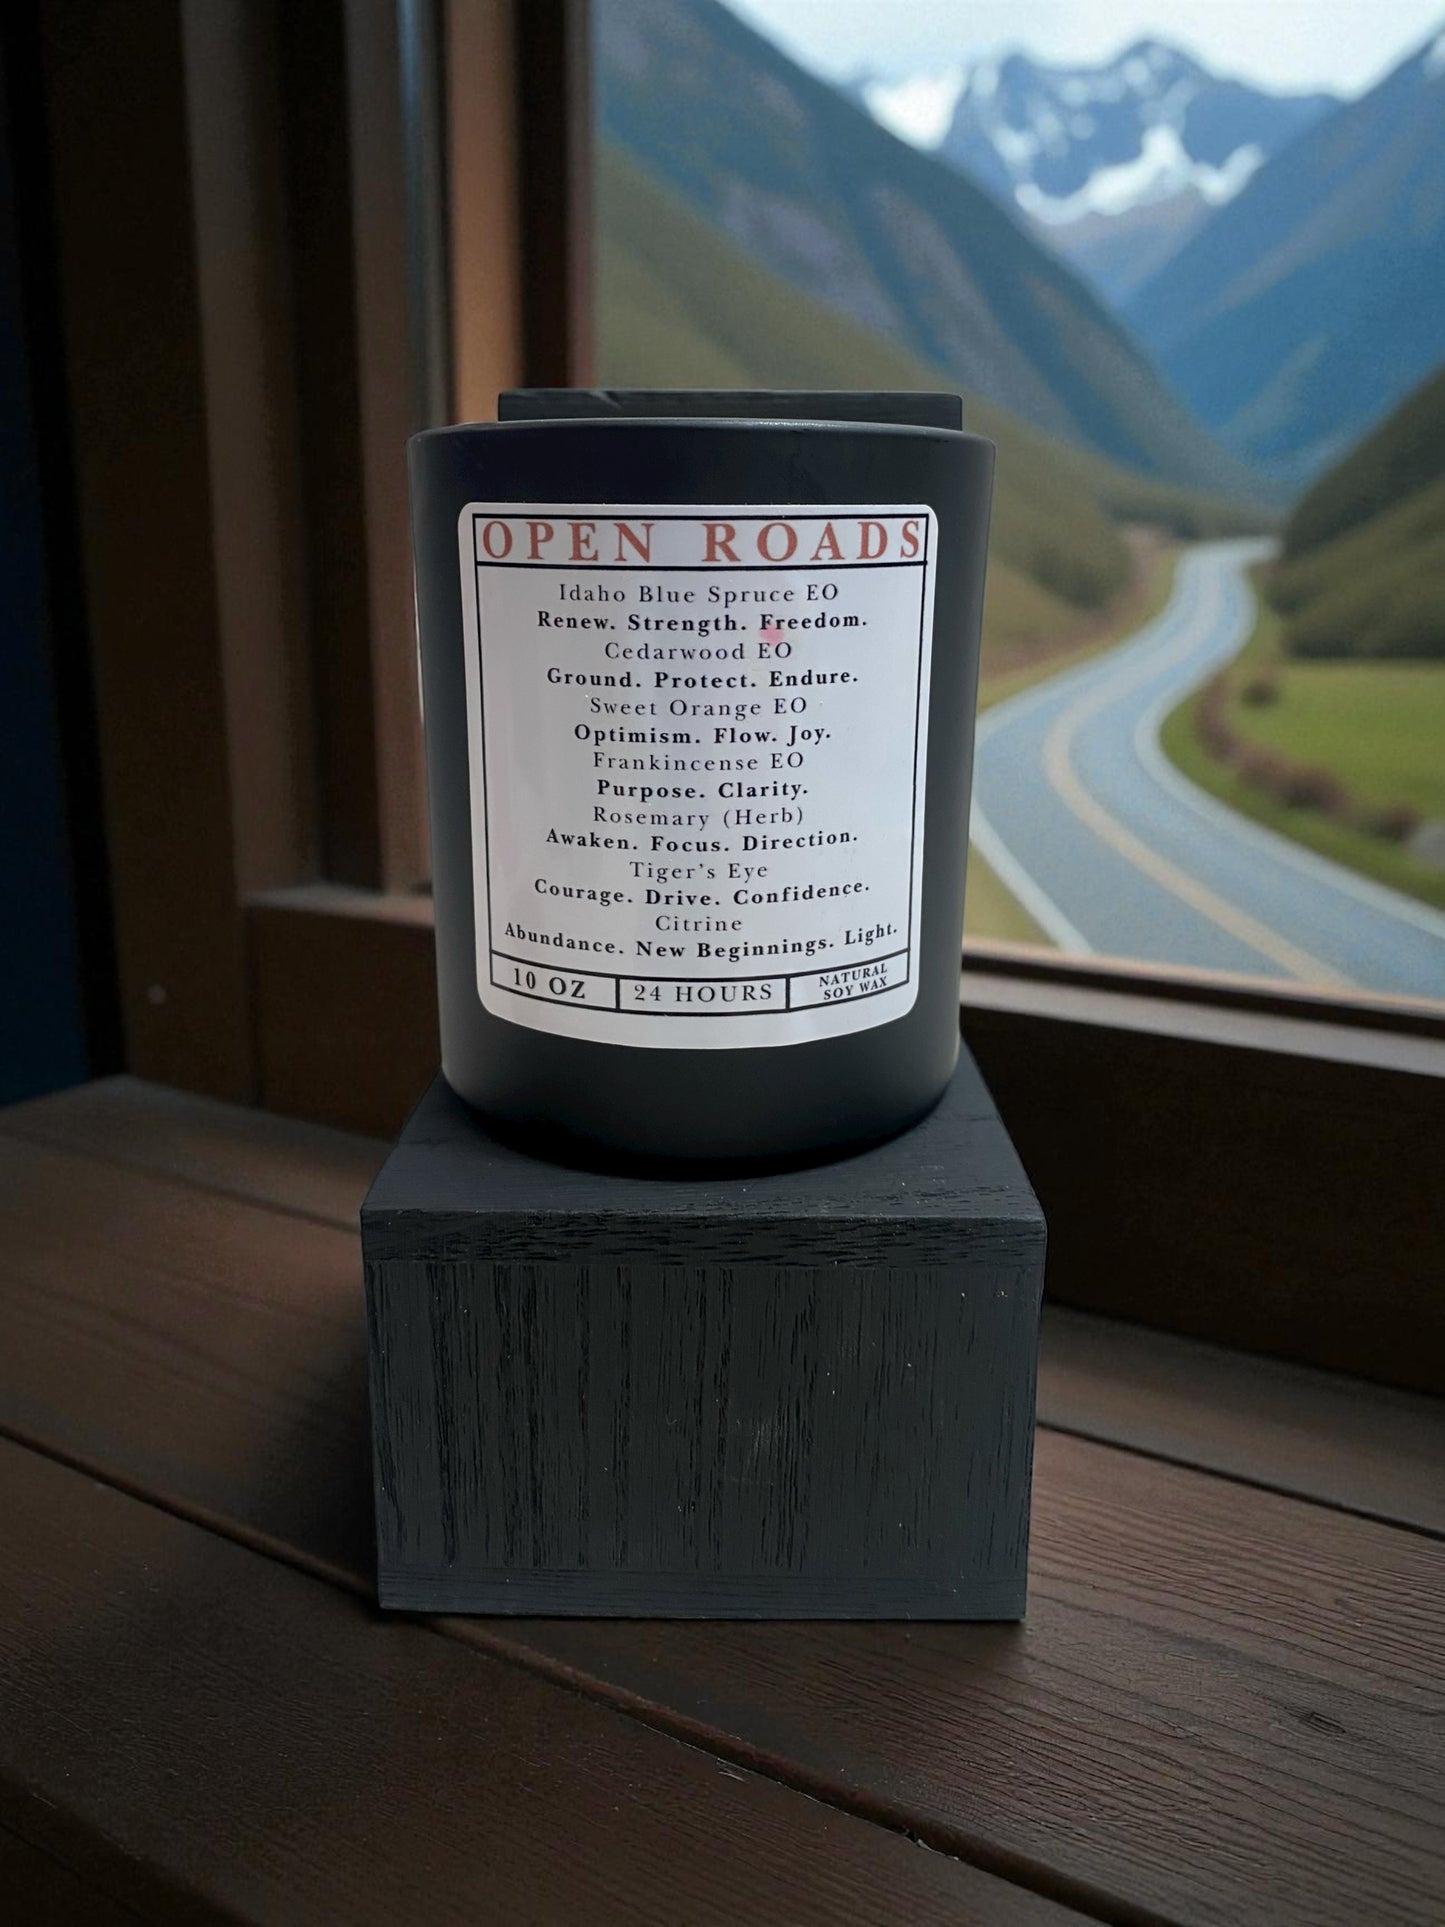 OPEN ROADS
Idaho Blue Spruce EO
Renew. Strength. Freedom.
Cedarwood EO
Ground. Protect. Endure.
Sweet Orange EO
Optimism. Flow. Joy.
Frankincense EO
Purpose. Clarity.
Rosemary (Herb)
Awaken. Focus. Direction.
Tiger's Eye
Courage. Drive. Confidence.
Citrine
Abundance. New Beginnings. Light.
10 OZ
24 HOURS
NATURAL
SOY WAX